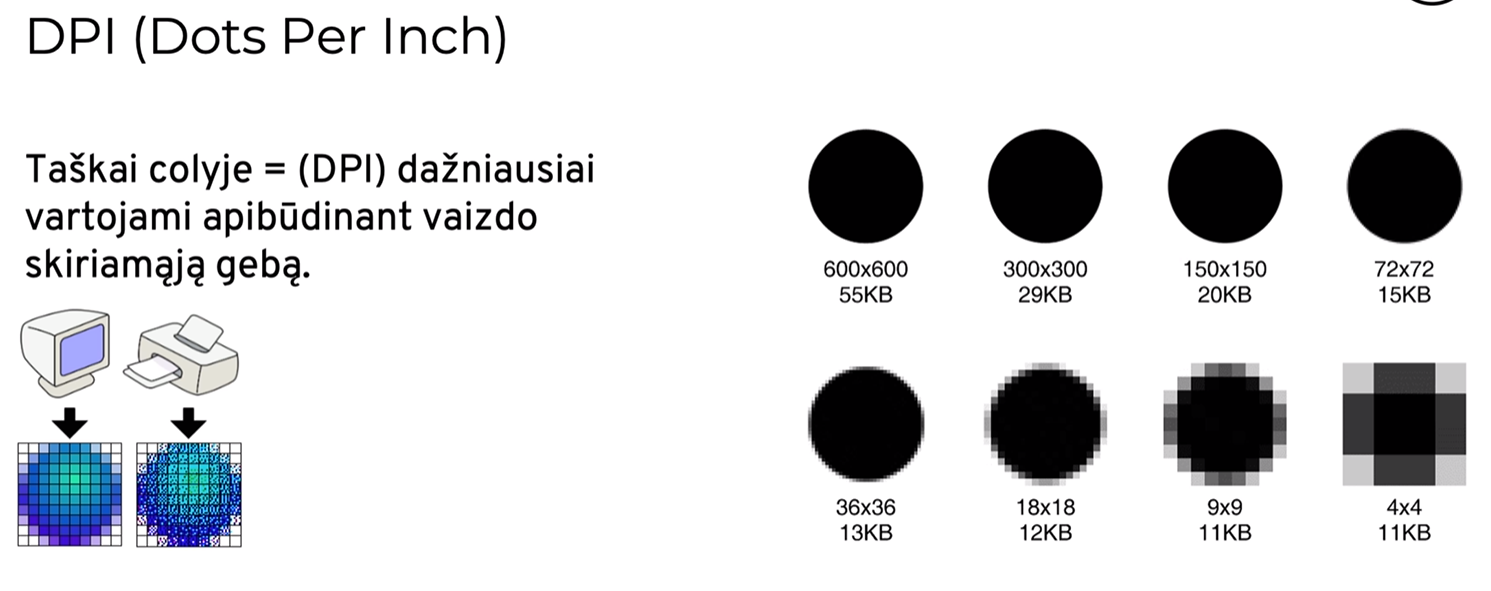 DPI (Dots Per Inch)
Taškai colyje = (DPI) dažniausiai
vartojami apibūdinant vaizdo
skiriamąją gebą.
600x600
55KB
300x300
29KB
150x150
20KB
72x72
15KB
36x36
13KB
18x18
12KB
9x9
11KB
4x4
11KB